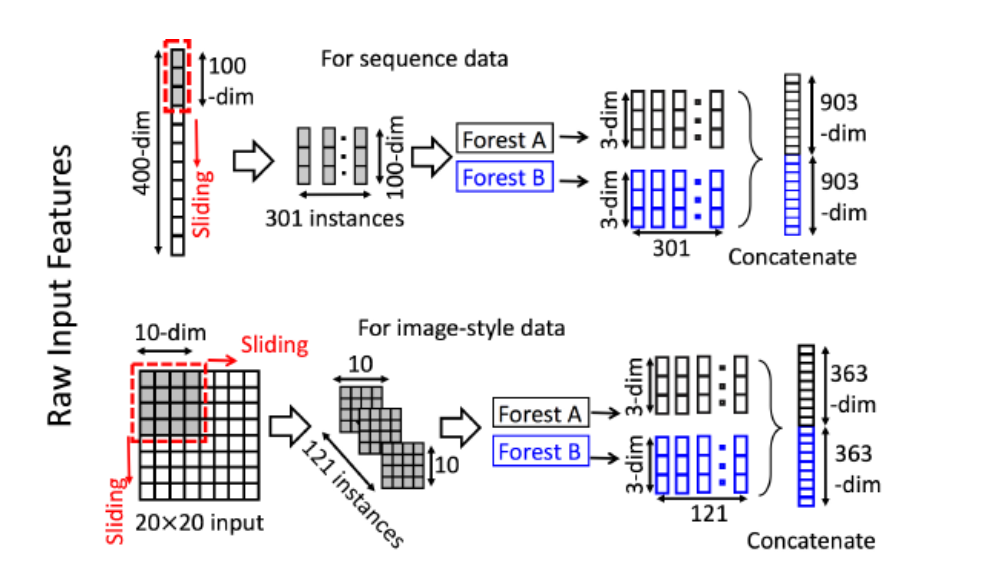 Raw Input Features
For sequence data
400-dim
100
-dim
Sliding
301 instances
100-dim
Forest A
Forest B
3-dim
3-dim
301
903
-dim
903
-dim
Concatenate
For image-style data
10-dim
Sliding
Sliding
20×20 input
10
10
121 instances
Forest A
Forest B
3-dim
3-dim
121
363
-dim
363
-dim
Concatenate